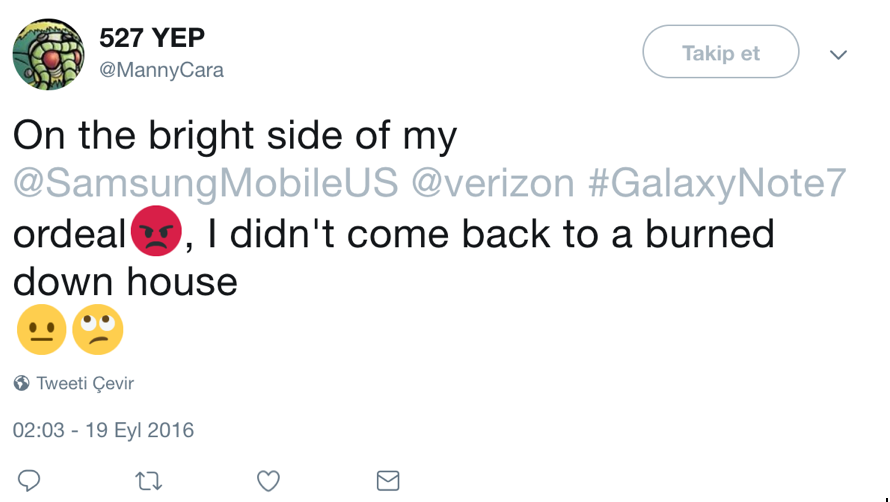 527 YEP
@MannyCara
Takip et
On the bright side of my
@SamsungMobileUS @verizon #GalaxyNote7
ordeal😡, I didn't come back to a burned
down house
😐🙄
Tweeti Çevir
02:03 - 19 Eyl 2016